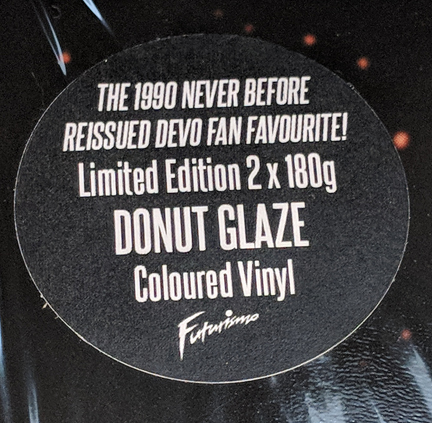 THE 1990 NEVER BEFORE
REISSUED DEVO FAN FAVOURITE!
Limited Edition 2 x 180g
DONUT GLAZE
Coloured Vinyl
Futurismo